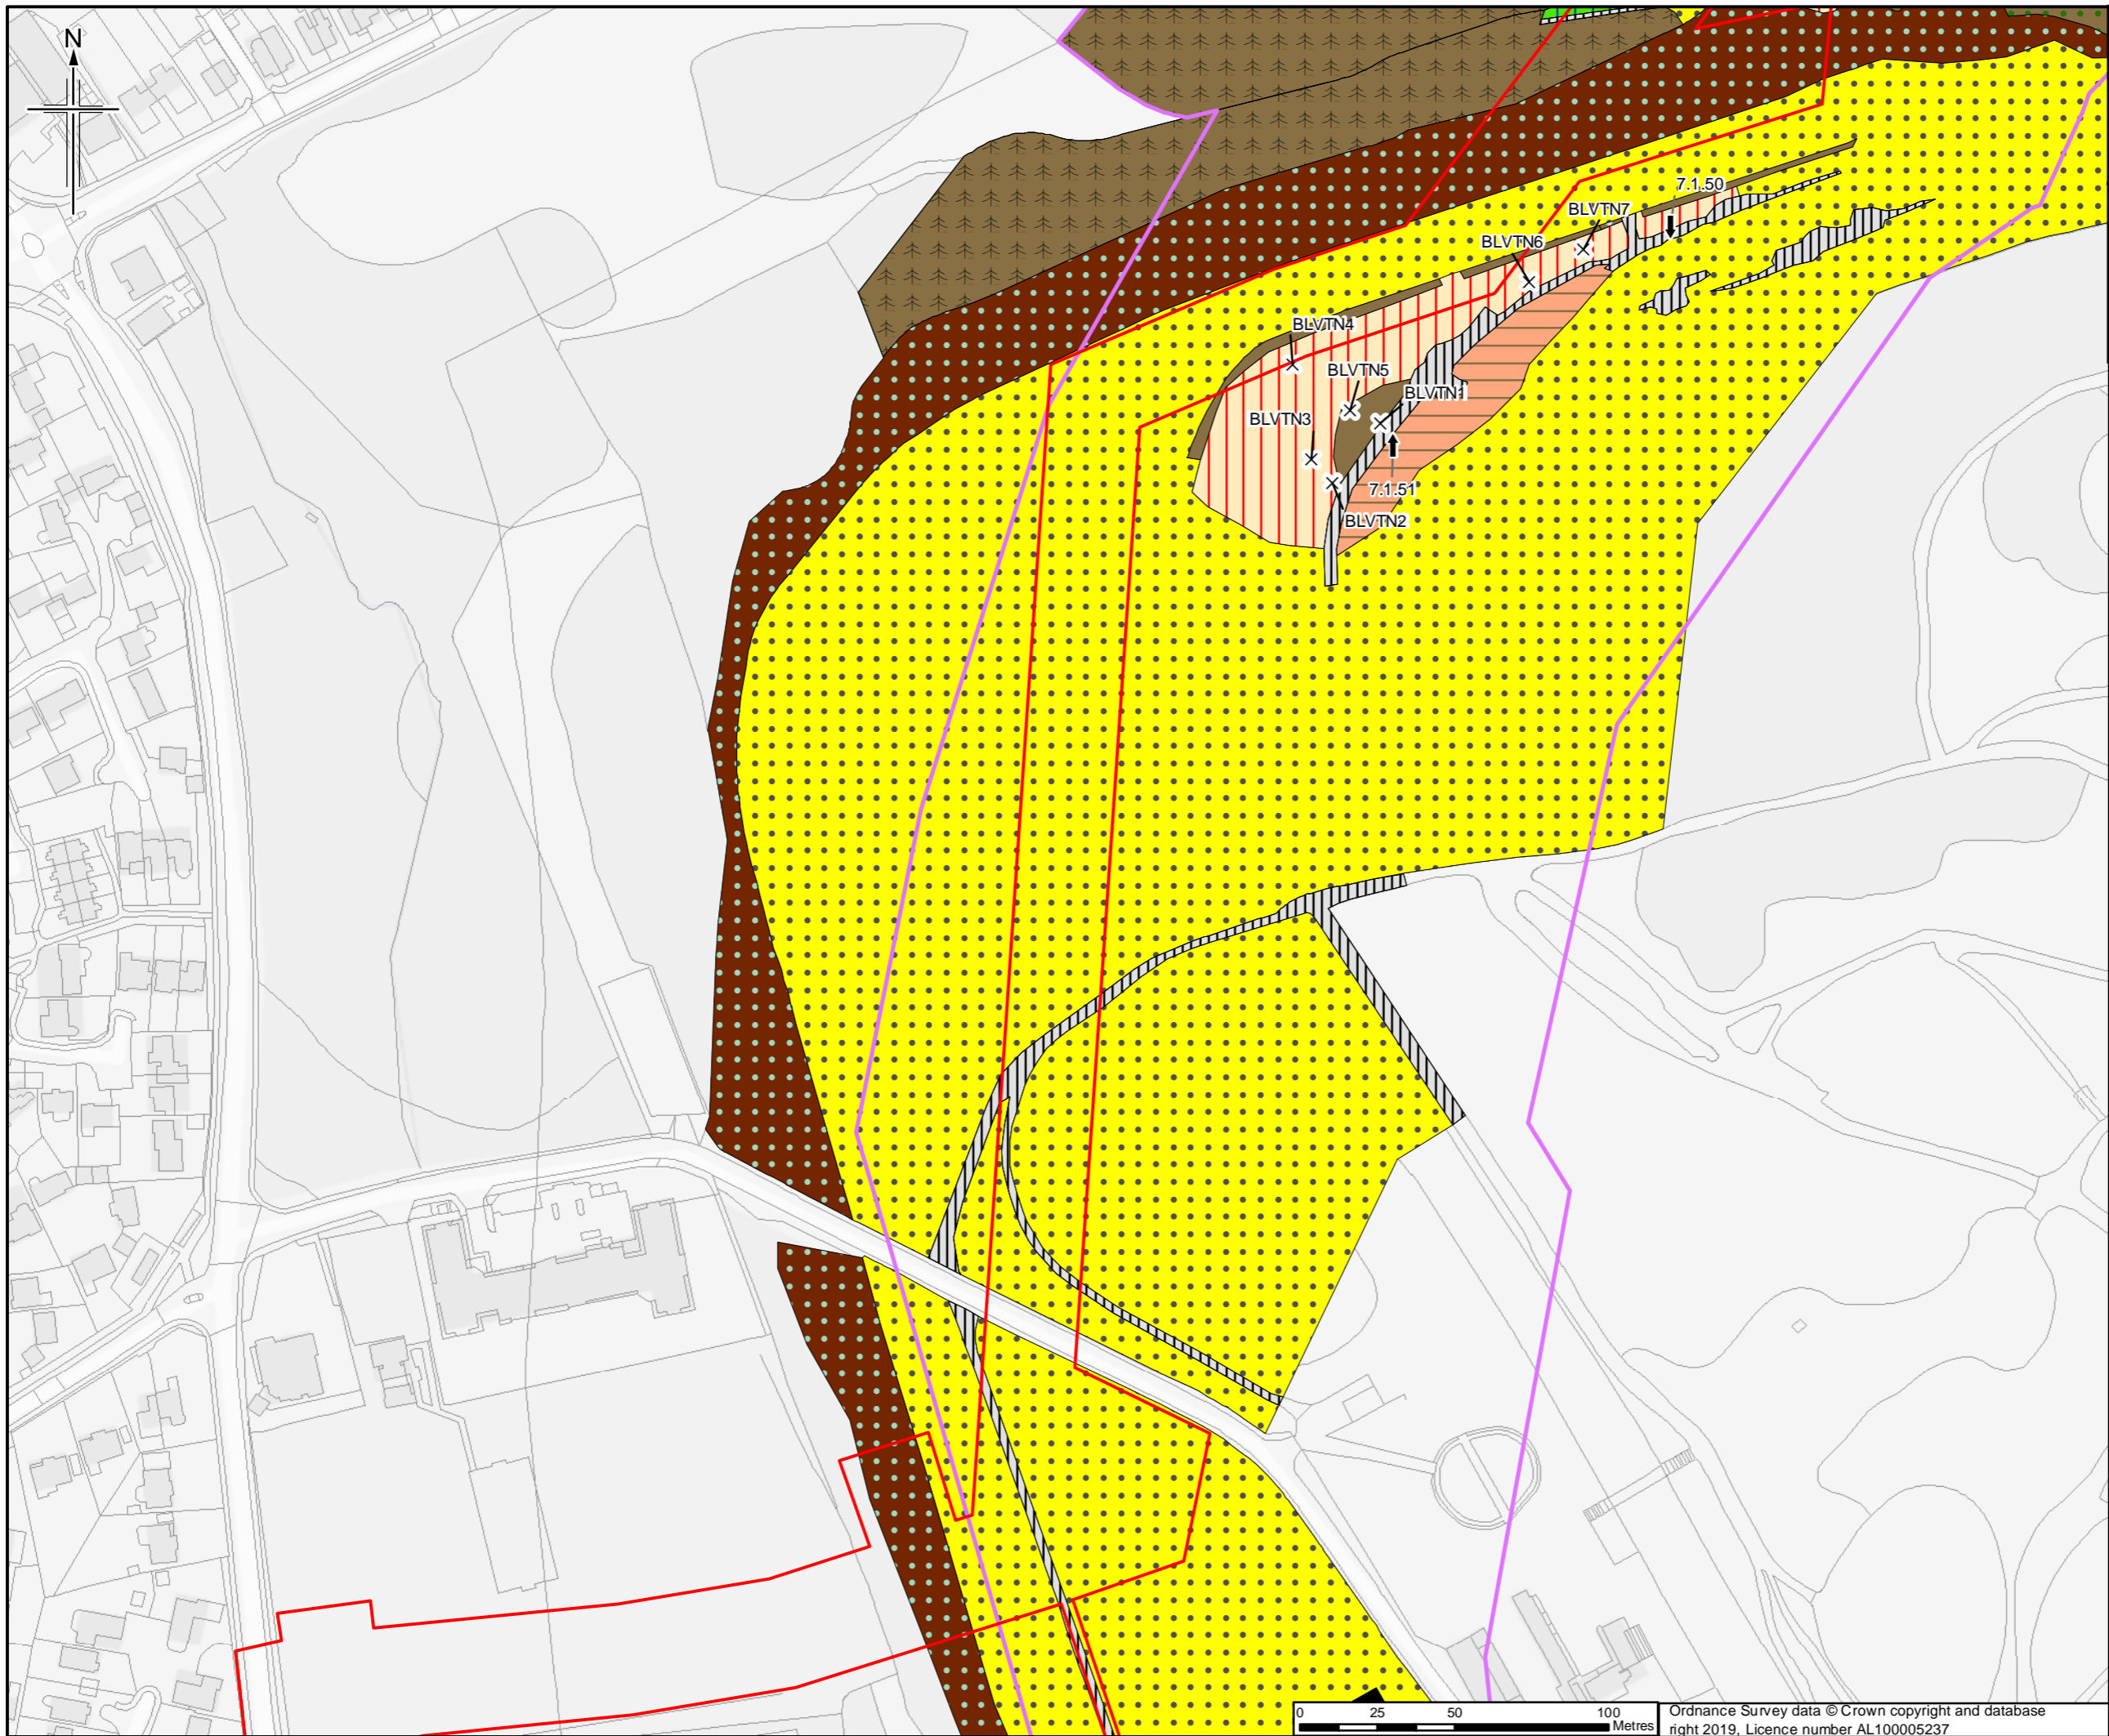 N
7.1.50
BLVTN7
BLVTN6
BLVTN4
BLVTN5
BLVTN1
BLVTN3
7.1.51
BLVTN2
0 25 50 100
Metres
Ordnance Survey data © Crown copyright and database
right 2019, Licence number AL100005237